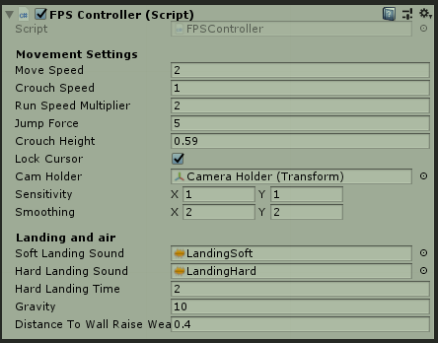 FPS Controller (Script)
Script FPSController
Movement Settings
Move Speed 2
Crouch Speed 1
Run Speed Multiplier 2
Jump Force 5
Crouch Height 0.59
Lock Cursor
Cam Holder Camera Holder (Transform)
Sensitivity X 1 Y 1
Smoothing X 2 Y 2
Landing and air
Soft Landing Sound LandingSoft
Hard Landing Sound LandingHard
Hard Landing Time 2
Gravity 10
Distance To Wall Raise Wea 0.4